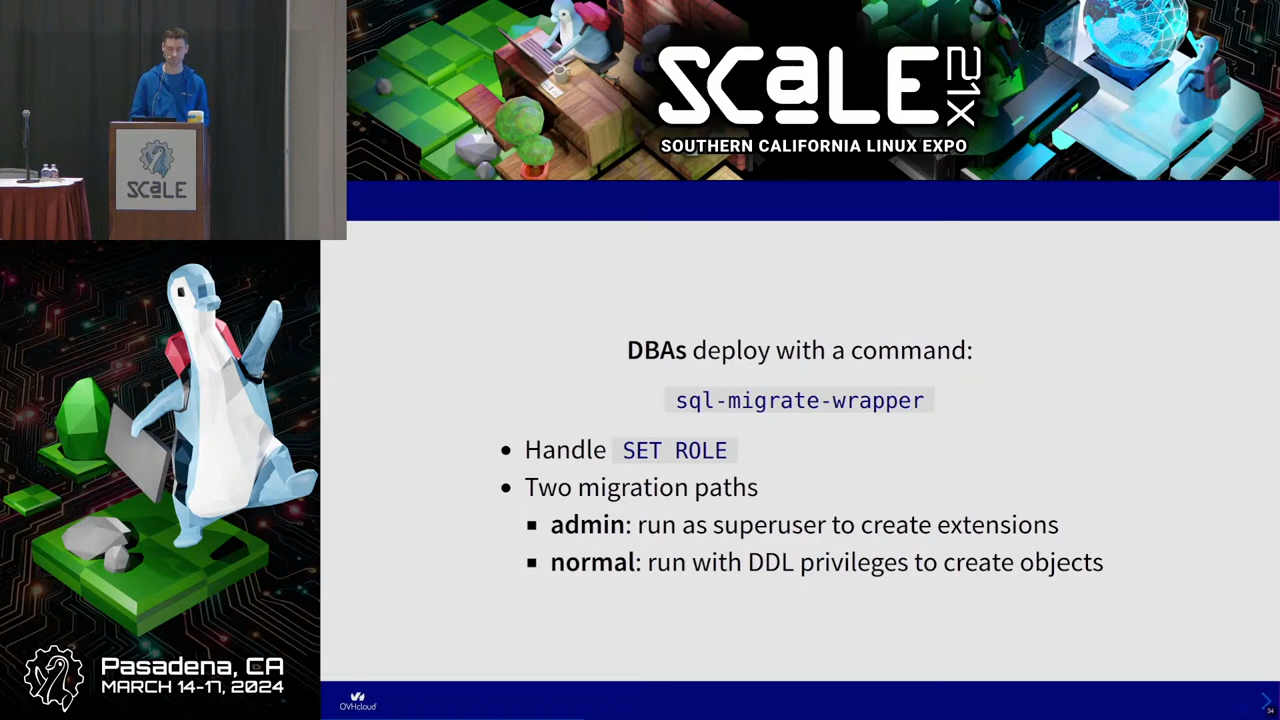 SCALE 21X
SOUTHERN CALIFORNIA LINUX EXPO
SCALE
DBAs deploy with a command:
sql-migrate-wrapper
• Handle SET ROLE
• Two migration paths
▪ admin: run as superuser to create extensions
▪ normal: run with DDL privileges to create objects
Pasadena, CA
MARCH 14-17, 2024
OVHcloud
34